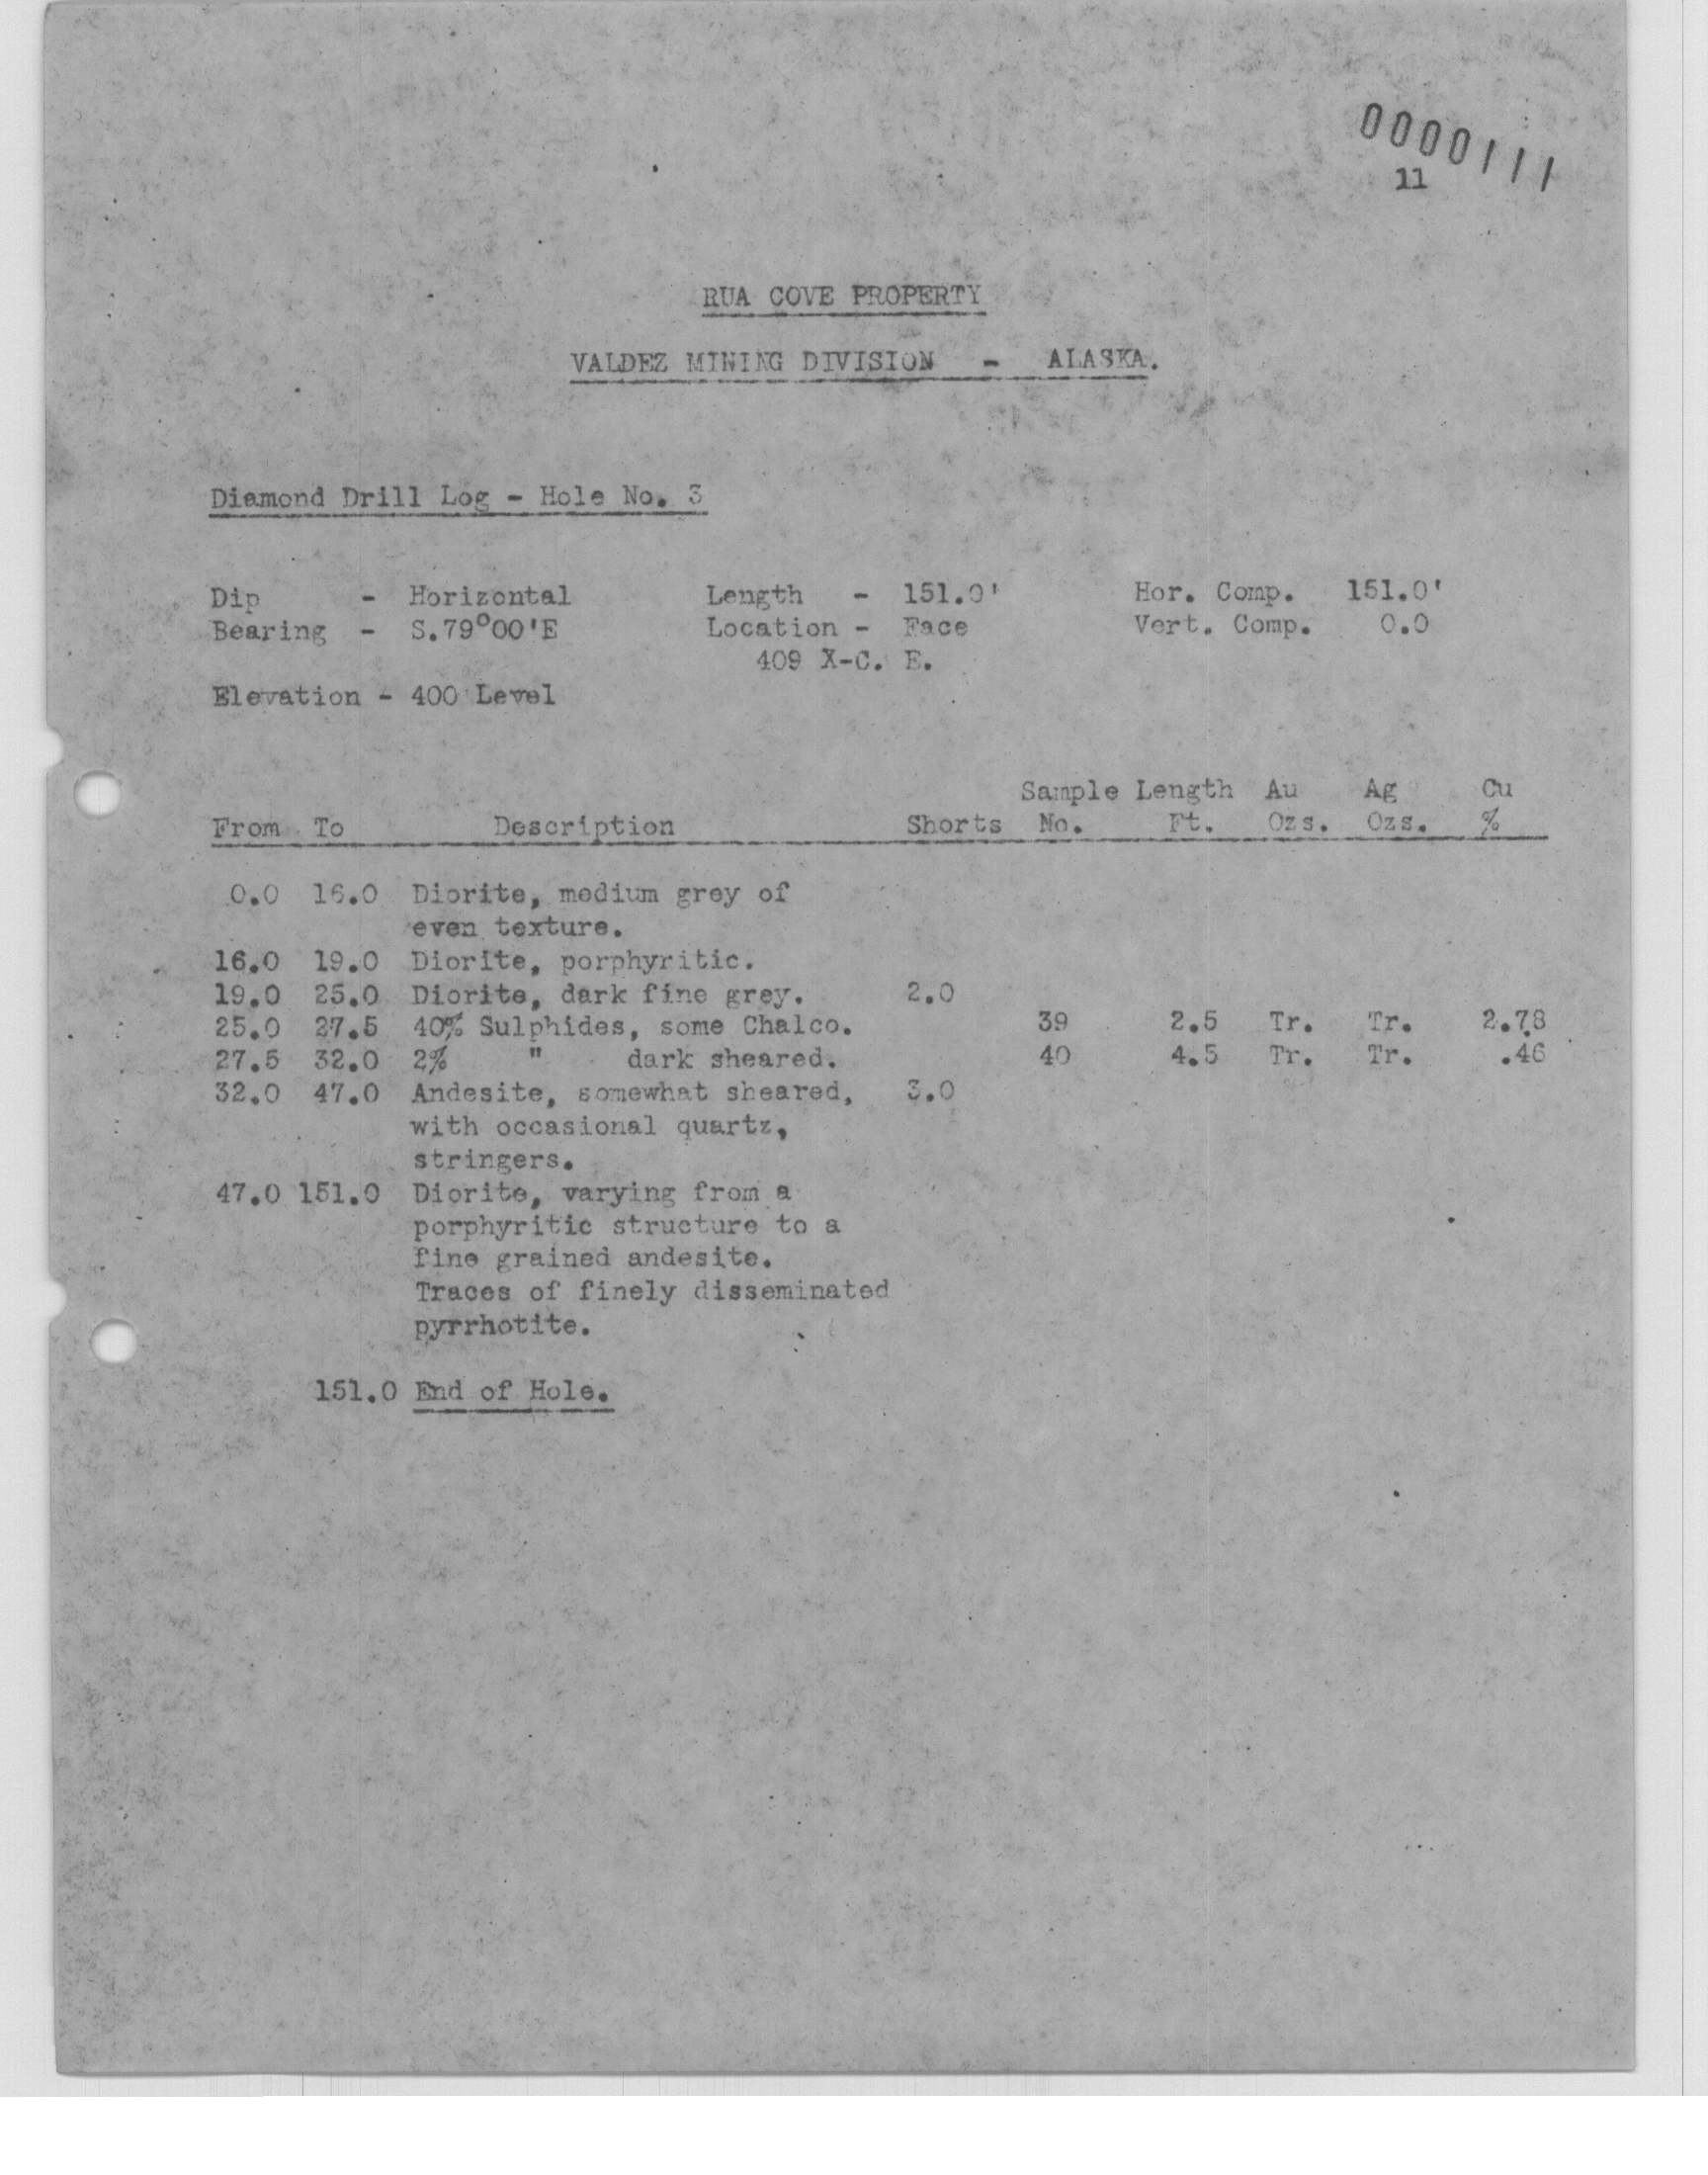 0000111
11
RUA COVE PROPERTY
VALDEZ MINING DIVISION - ALASKA.
Diamond Drill Log - Hole No. 3
Dip - Horizontal Length - 151.0' Hor. Comp. 151.0'
Bearing - S.79°00'E Location - Face Vert. Comp. 0.0
409 X-C. E.
Elevation - 400 Level
Sample Length Au Ag Cu
From To Description Shorts No. Ft. Ozs. Ozs. %
0.0 16.0 Diorite, medium grey of
even texture.
16.0 19.0 Diorite, porphyritic.
19.0 25.0 Diorite, dark fine grey. 2.0
25.0 27.5 40% Sulphides, some Chalco. 39 2.5 Tr. Tr. 2.78
27.5 32.0 2% " dark sheared. 40 4.5 Tr. Tr. .46
32.0 47.0 Andesite, somewhat sheared, 3.0
with occasional quartz,
stringers.
47.0 151.0 Diorite, varying from a
porphyritic structure to a
fine grained andesite.
Traces of finely disseminated
pyrrhotite.
151.0 End of Hole.